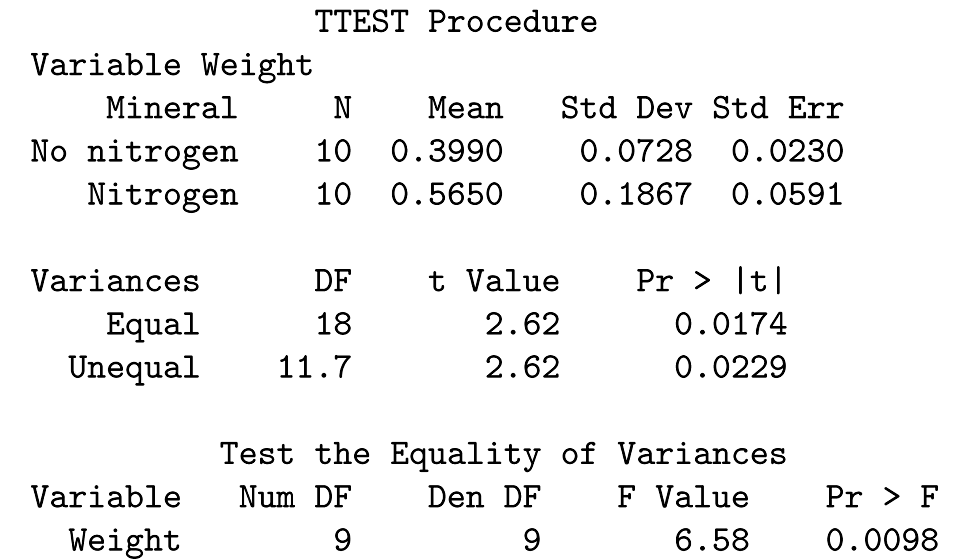 TTEST Procedure
Variable Weight
Mineral N Mean Std Dev Std Err
No nitrogen 10 0.3990 0.0728 0.0230
Nitrogen 10 0.5650 0.1867 0.0591
Variances DF t Value Pr > |t|
Equal 18 2.62 0.0174
Unequal 11.7 2.62 0.0229
Test the Equality of Variances
Variable Num DF Den DF F Value Pr > F
Weight 9 9 6.58 0.0098